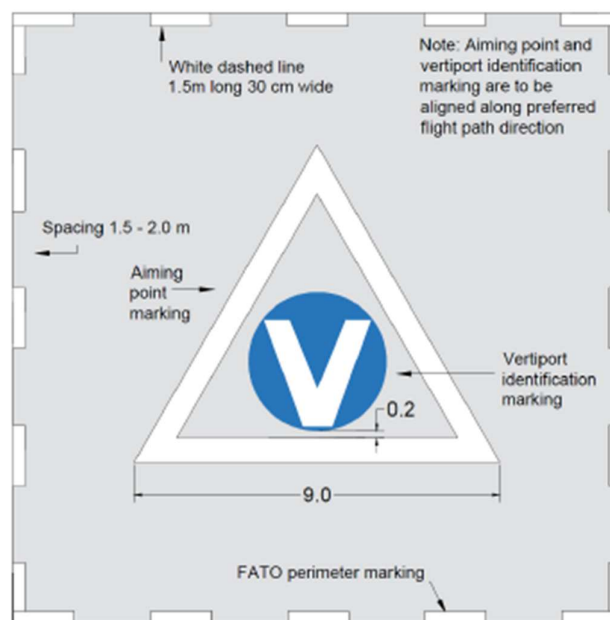 White dashed line
1.5m long 30 cm wide
Note: Aiming point and
vertiport identification
marking are to be
aligned along preferred
flight path direction
Spacing 1.5 - 2.0 m
Aiming
point
marking
V
Vertiport
identification
marking
0.2
9.0
FATO perimeter marking